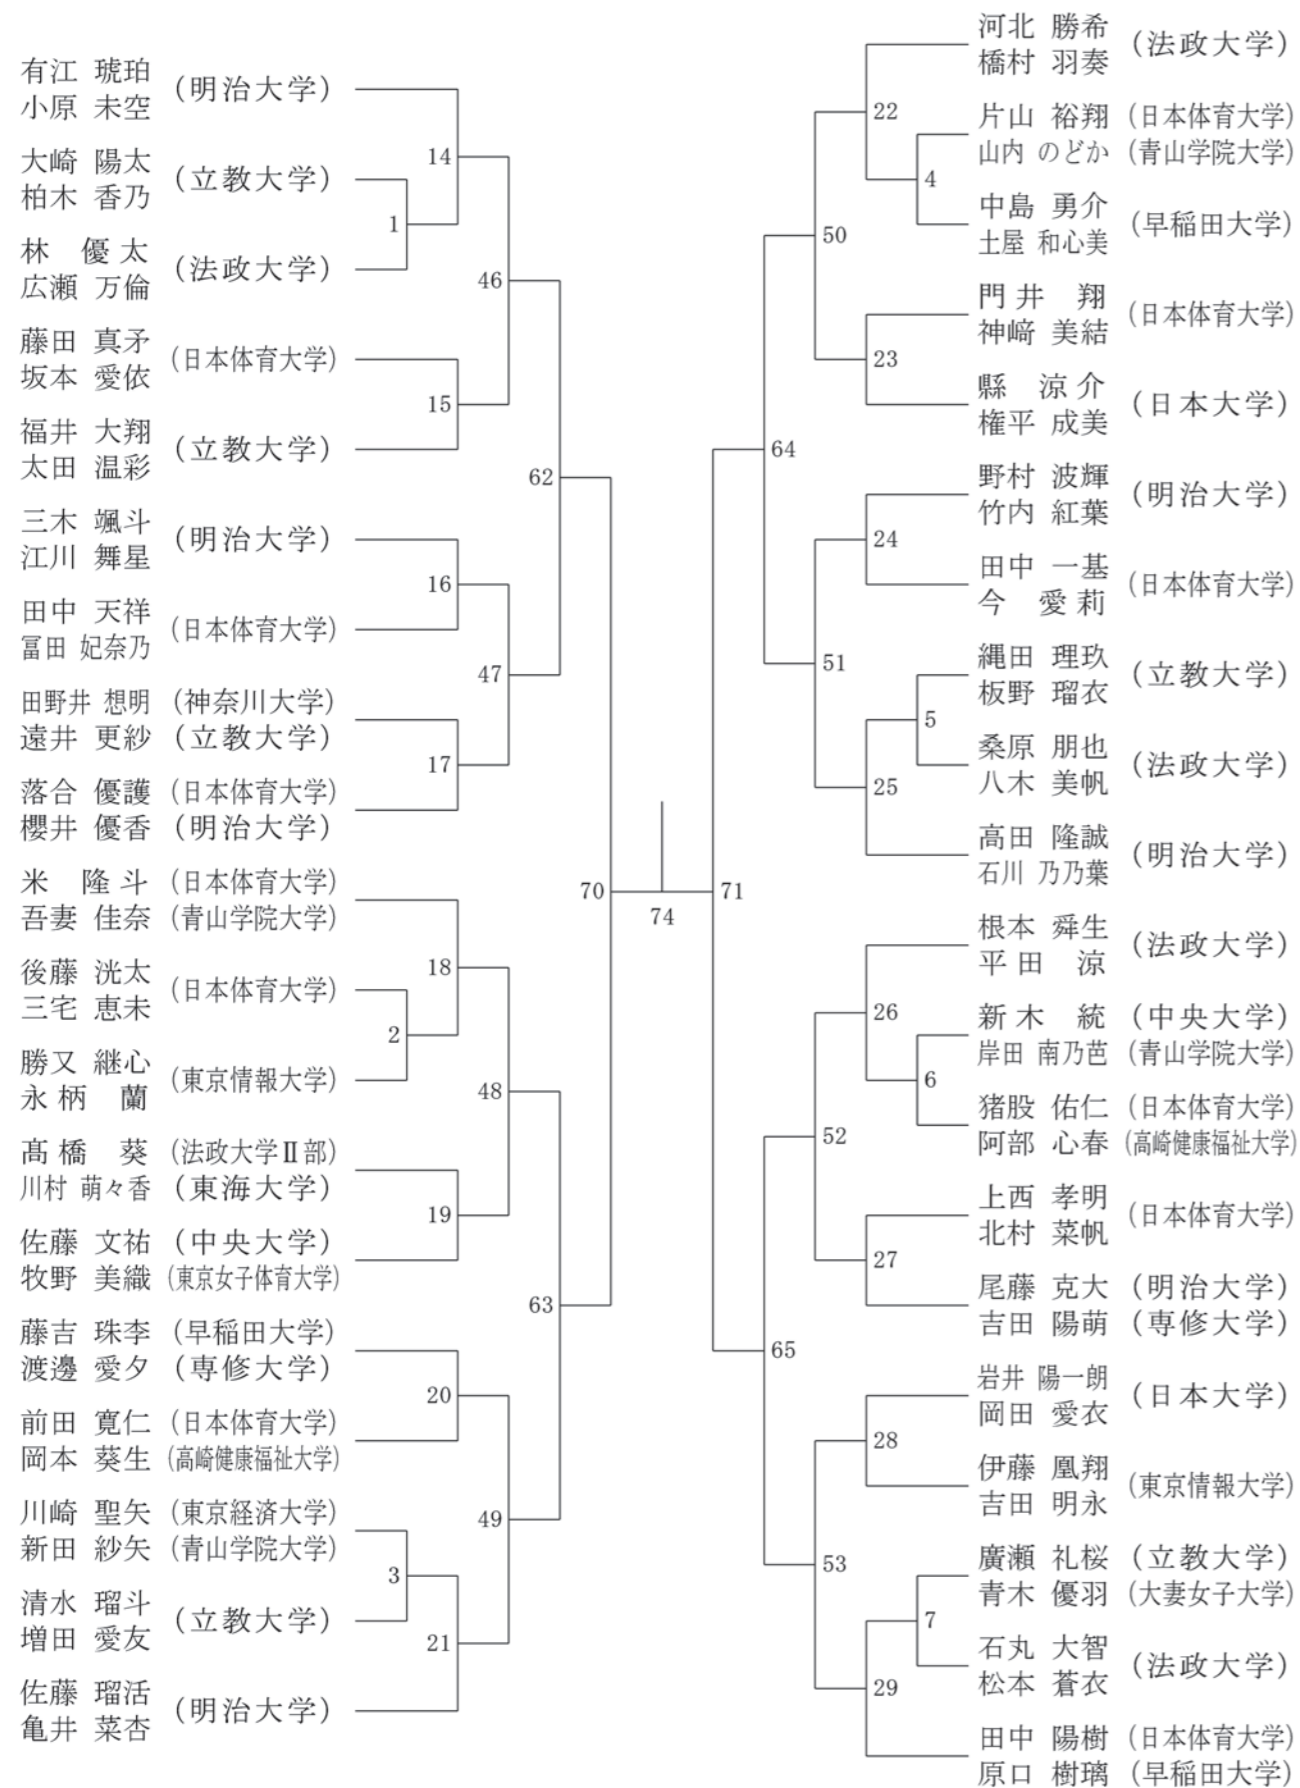 有江 琥珀 (明治大学)
小原 未空
大崎 陽太 (立教大学)
柏木 香乃
林 優太 (法政大学)
広瀬 万倫
藤田 真矛 (日本体育大学)
坂本 愛依
福井 大翔 (立教大学)
太田 温彩
三木 颯斗 (明治大学)
江川 舞星
田中 天祥 (日本体育大学)
冨田 妃奈乃
田野井 想明 (神奈川大学)
遠井 更紗 (立教大学)
落合 優護 (日本体育大学)
櫻井 優香 (明治大学)
米 隆斗 (日本体育大学)
吾妻 佳奈 (青山学院大学)
後藤 洸太 (日本体育大学)
三宅 恵未
勝又 継心 (東京情報大学)
永柄 蘭
髙橋 葵 (法政大学Ⅱ部)
川村 萌々香 (東海大学)
佐藤 文祐 (中央大学)
牧野 美織 (東京女子体育大学)
藤吉 珠李 (早稲田大学)
渡邊 愛夕 (専修大学)
前田 寛仁 (日本体育大学)
岡本 葵生 (高崎健康福祉大学)
川崎 聖矢 (東京経済大学)
新田 紗矢 (青山学院大学)
清水 瑠斗 (立教大学)
増田 愛友
佐藤 瑠活 (明治大学)
亀井 菜杏
1
2
3
14
15
16
17
18
19
20
21
46
47
48
49
62
63
70
74
71
64
65
50
51
52
53
22
23
24
25
26
27
28
29
4
5
6
7
河北 勝希 (法政大学)
橋村 羽奏
片山 裕翔 (日本体育大学)
山内 のどか (青山学院大学)
中島 勇介 (早稲田大学)
土屋 和心美
門井 翔 (日本体育大学)
神﨑 美結
縣 涼介 (日本大学)
権平 成美
野村 波輝 (明治大学)
竹内 紅葉
田中 一基 (日本体育大学)
今 愛莉
縄田 理玖 (立教大学)
板野 瑠衣
桑原 朋也 (法政大学)
八木 美帆
高田 隆誠 (明治大学)
石川 乃乃葉
根本 舜生 (法政大学)
平田 涼
新木 統 (中央大学)
岸田 南乃芭 (青山学院大学)
猪股 佑仁 (日本体育大学)
阿部 心春 (高崎健康福祉大学)
上西 孝明 (日本体育大学)
北村 菜帆
尾藤 克大 (明治大学)
吉田 陽萌 (専修大学)
岩井 陽一朗 (日本大学)
岡田 愛衣
伊藤 凰翔 (東京情報大学)
吉田 明永
廣瀬 礼桜 (立教大学)
青木 優羽 (大妻女子大学)
石丸 大智 (法政大学)
松本 蒼衣
田中 陽樹 (日本体育大学)
原口 樹璃 (早稲田大学)